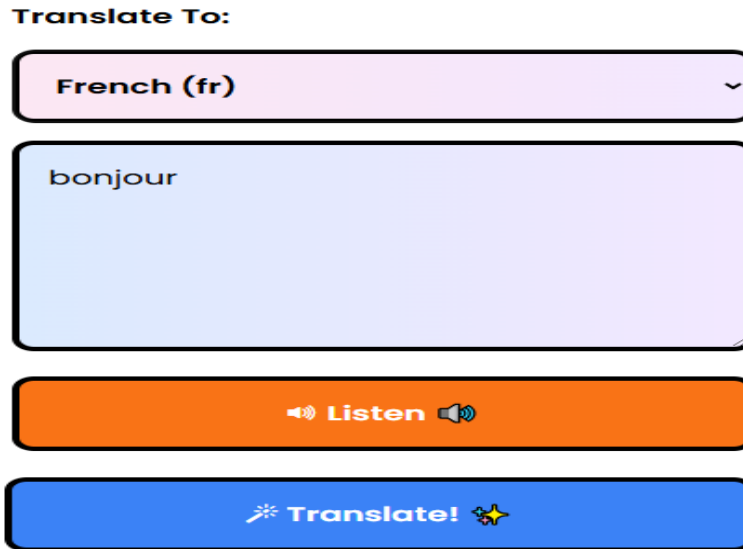 Translate To:
French (fr)
bonjour
Listen
Translate!